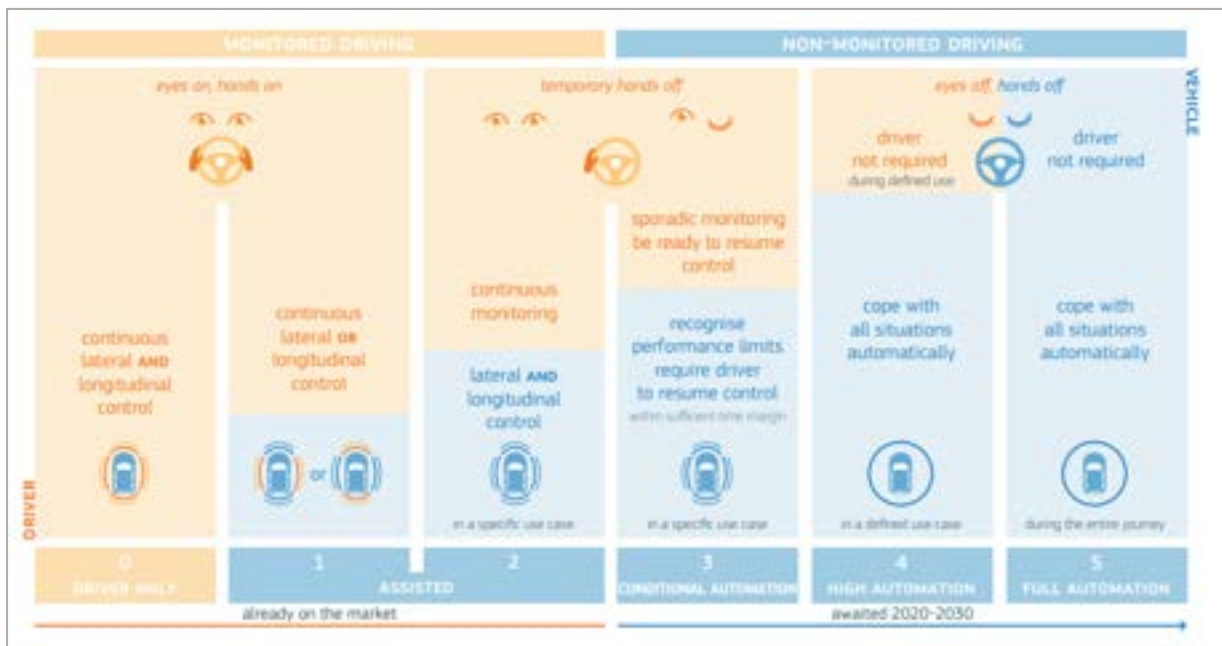 MONITORED DRIVING
NON-MONITORED DRIVING
VEHICLE
eyes on, hands on
temporary hands off
eyes off, hands off
driver
not required
during defined use
driver
not required
sporadic monitoring
be ready to resume
control
continuous
lateral AND
longitudinal
control
continuous
lateral OR
longitudinal
control
continuous
monitoring
lateral AND
longitudinal
control
recognise
performance limits
require driver
to resume control
within sufficient time margin
cope with
all situations
automatically
cope with
all situations
automatically
or
DRIVER
in a specific use case
in a specific use case
in a defined use case
during the entire journey
0
1
2
3
4
5
DRIVER ONLY
ASSISTED
CONDITIONAL AUTOMATION
HIGH AUTOMATION
FULL AUTOMATION
already on the market
awaited 2020-2030